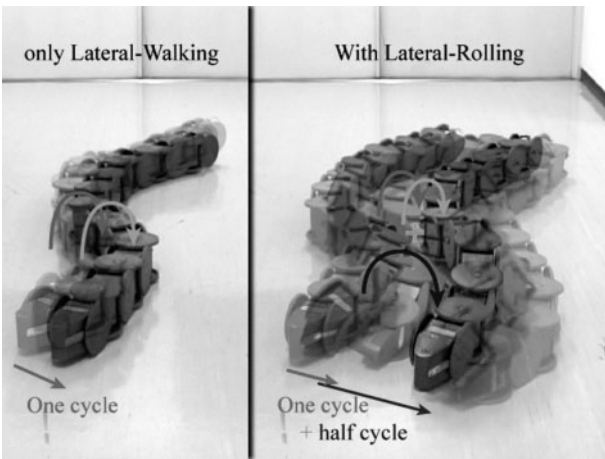 only Lateral-Walking
With Lateral-Rolling
One cycle
One cycle
+ half cycle